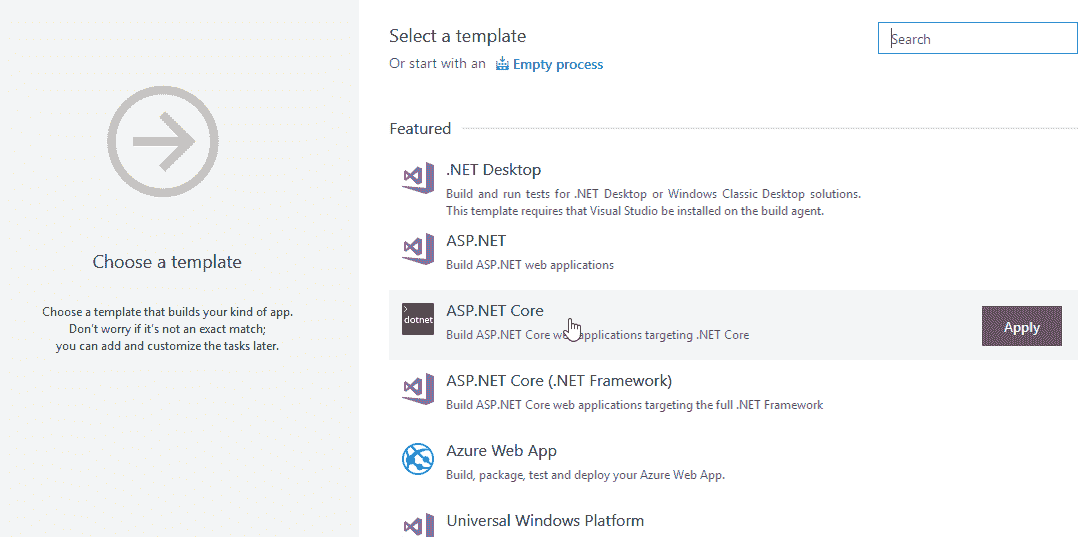 Select a template
Or start with an Empty process
Search
Choose a template
Choose a template that builds your kind of app.
Don't worry if it's not an exact match;
you can add and customize the tasks later.
Featured
.NET Desktop
Build and run tests for .NET Desktop or Windows Classic Desktop solutions.
This template requires that Visual Studio be installed on the build agent.
ASP.NET
Build ASP.NET web applications
dotnet
ASP.NET Core
Build ASP.NET Core web applications targeting .NET Core
Apply
ASP.NET Core (.NET Framework)
Build ASP.NET Core web applications targeting the full .NET Framework
Azure Web App
Build, package, test and deploy your Azure Web App.
Universal Windows Platform